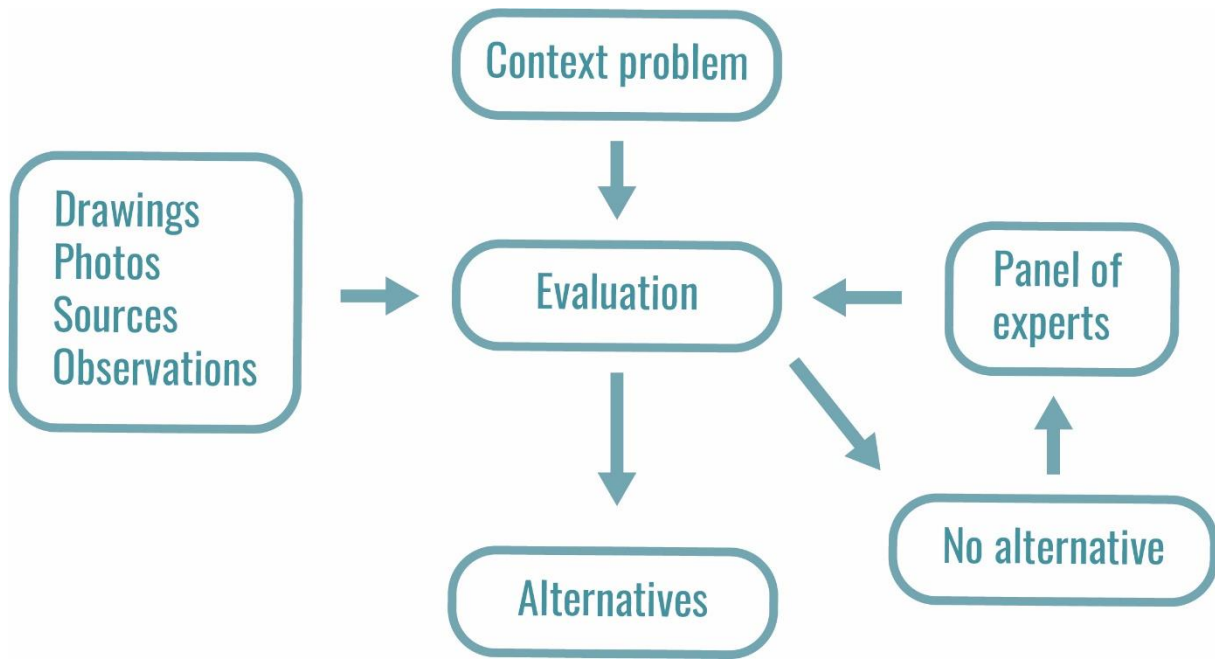 Context problem
Drawings
Photos
Sources
Observations
Evaluation
Panel of
experts
No alternative
Alternatives